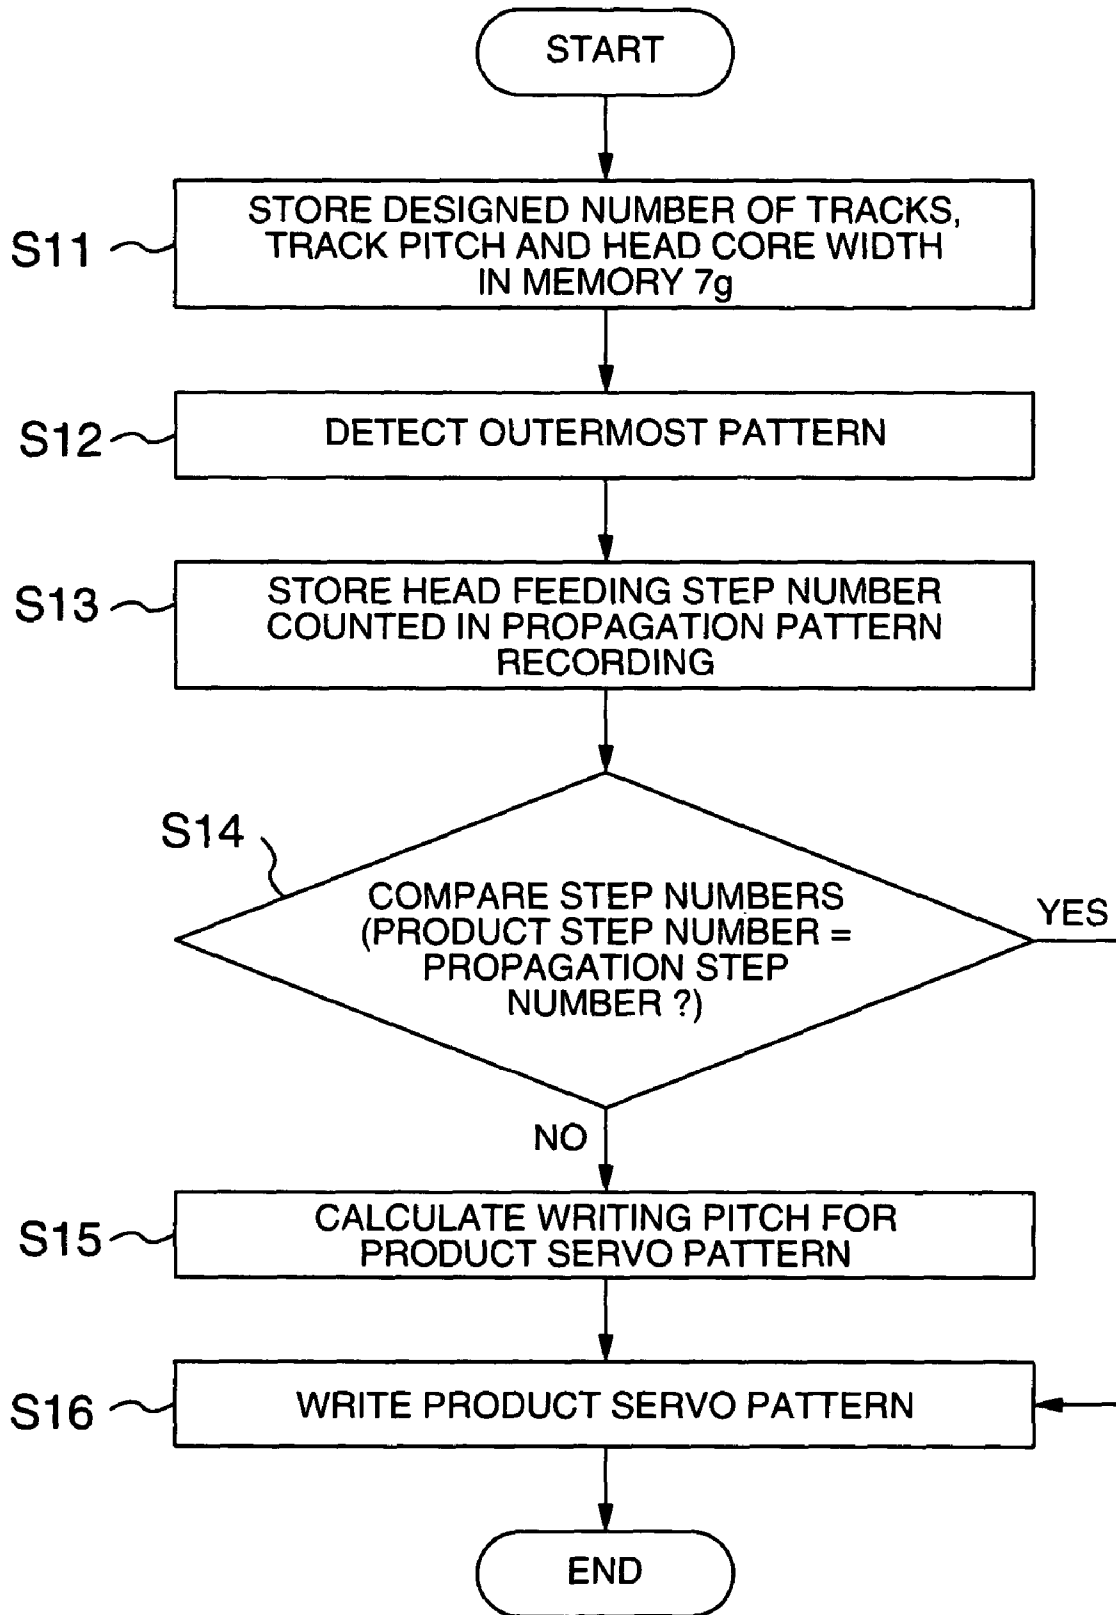 START
S11
STORE DESIGNED NUMBER OF TRACKS,
TRACK PITCH AND HEAD CORE WIDTH
IN MEMORY 7g
S12
DETECT OUTERMOST PATTERN
S13
STORE HEAD FEEDING STEP NUMBER
COUNTED IN PROPAGATION PATTERN
RECORDING
S14
COMPARE STEP NUMBERS
(PRODUCT STEP NUMBER =
PROPAGATION STEP
NUMBER ?)
YES
NO
S15
CALCULATE WRITING PITCH FOR
PRODUCT SERVO PATTERN
S16
WRITE PRODUCT SERVO PATTERN
END